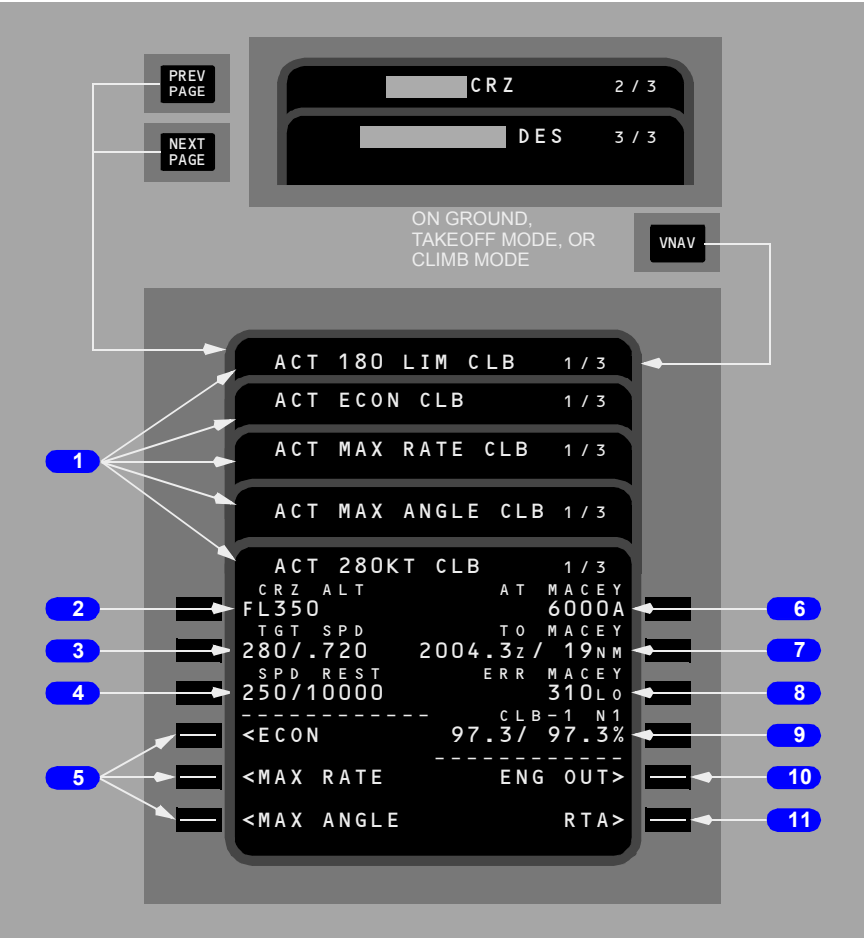 PREV
PAGE
CRZ 2/3
NEXT
PAGE
DES 3/3
ON GROUND,
TAKEOFF MODE, OR
CLIMB MODE
VNAV
ACT 180 LIM CLB 1/3
ACT ECON CLB 1/3
1
ACT MAX RATE CLB 1/3
ACT MAX ANGLE CLB 1/3
ACT 280KT CLB 1/3
CRZ ALT AT MACEY
2 FL350 6000A 6
TGT SPD TO MACEY
3 280/.720 2004.3z/ 19NM 7
SPD REST ERR MACEY
4 250/10000 310LO 8
------------ CLB-1 N1
<ECON 97.3/ 97.3% 9
------------
5 <MAX RATE ENG OUT> 10
<MAX ANGLE RTA> 11